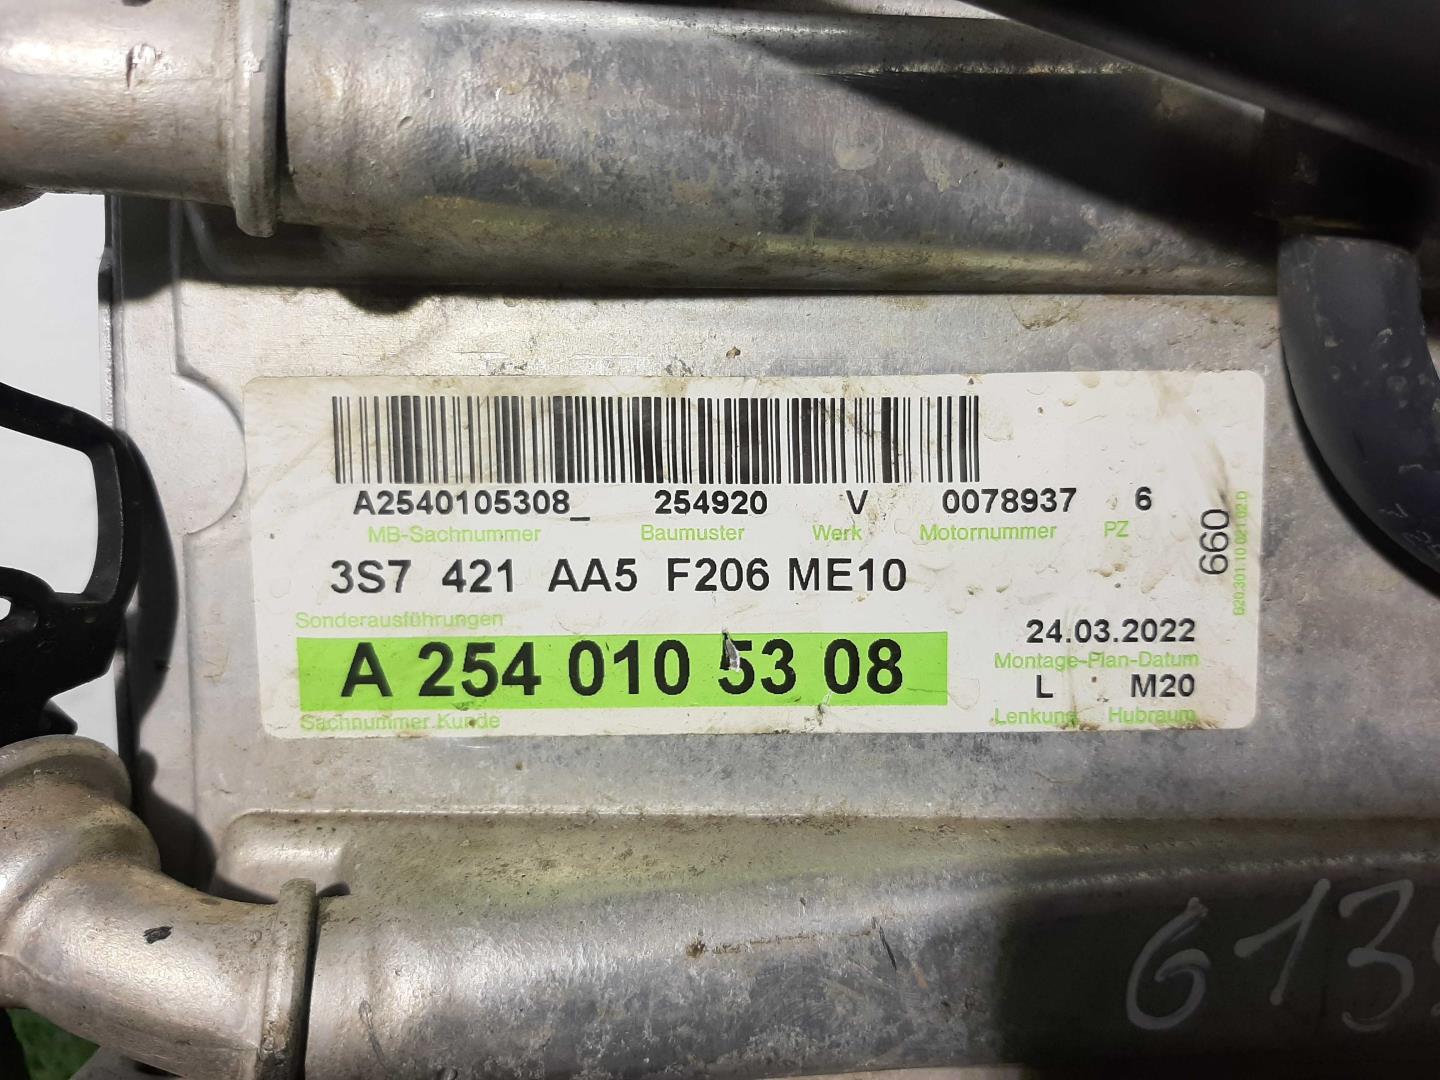 A2540105308_ 254920 V 0078937 6
MB-Sachnummer Baumuster Werk Motornummer PZ
3S7 421 AA5 F206 ME10
Sonderausführungen
A 254 010 53 08
Sachnummer Kunde
24.03.2022
Montage-Plan-Datum
L M20
Lenkung Hubraum
660